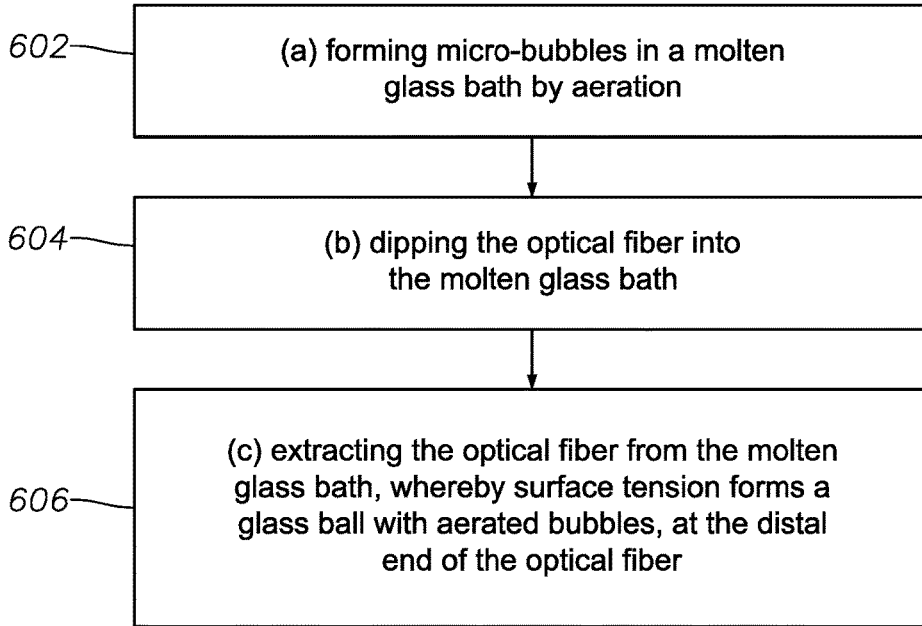 602
(a) forming micro-bubbles in a molten
glass bath by aeration
604
(b) dipping the optical fiber into
the molten glass bath
606
(c) extracting the optical fiber from the molten
glass bath, whereby surface tension forms a
glass ball with aerated bubbles, at the distal
end of the optical fiber